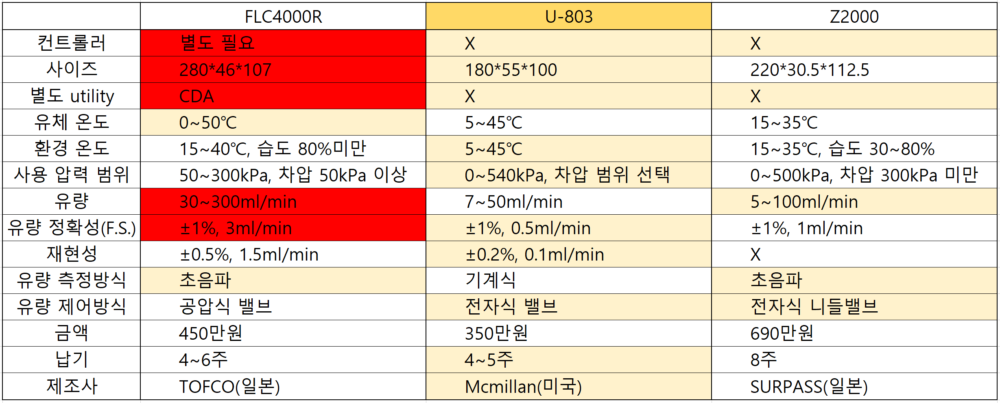 FLC4000R U-803 Z2000
컨트롤러 별도 필요 X X
사이즈 280*46*107 180*55*100 220*30.5*112.5
별도 utility CDA X X
유체 온도 0~50℃ 5~45℃ 15~35℃
환경 온도 15~40℃, 습도 80%미만 5~45℃ 15~35℃, 습도 30~80%
사용 압력 범위 50~300kPa, 차압 50kPa 이상 0~540kPa, 차압 범위 선택 0~500kPa, 차압 300kPa 미만
유량 30~300ml/min 7~50ml/min 5~100ml/min
유량 정확성(F.S.) ±1%, 3ml/min ±1%, 0.5ml/min ±1%, 1ml/min
재현성 ±0.5%, 1.5ml/min ±0.2%, 0.1ml/min X
유량 측정방식 초음파 기계식 초음파
유량 제어방식 공압식 밸브 전자식 밸브 전자식 니들밸브
금액 450만원 350만원 690만원
납기 4~6주 4~5주 8주
제조사 TOFCO(일본) Mcmillan(미국) SURPASS(일본)